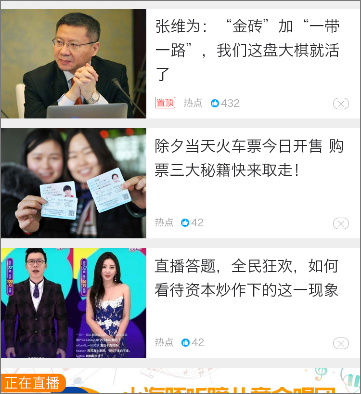 张维为：“金砖”加“一带
一路”，我们这盘大棋就活
了
置顶 热点 432
除夕当天火车票今日开售 购
票三大秘籍快来取走！
热点 42
直播答题，全民狂欢，如何
看待资本炒作下的这一现象
热点 42
正在直播